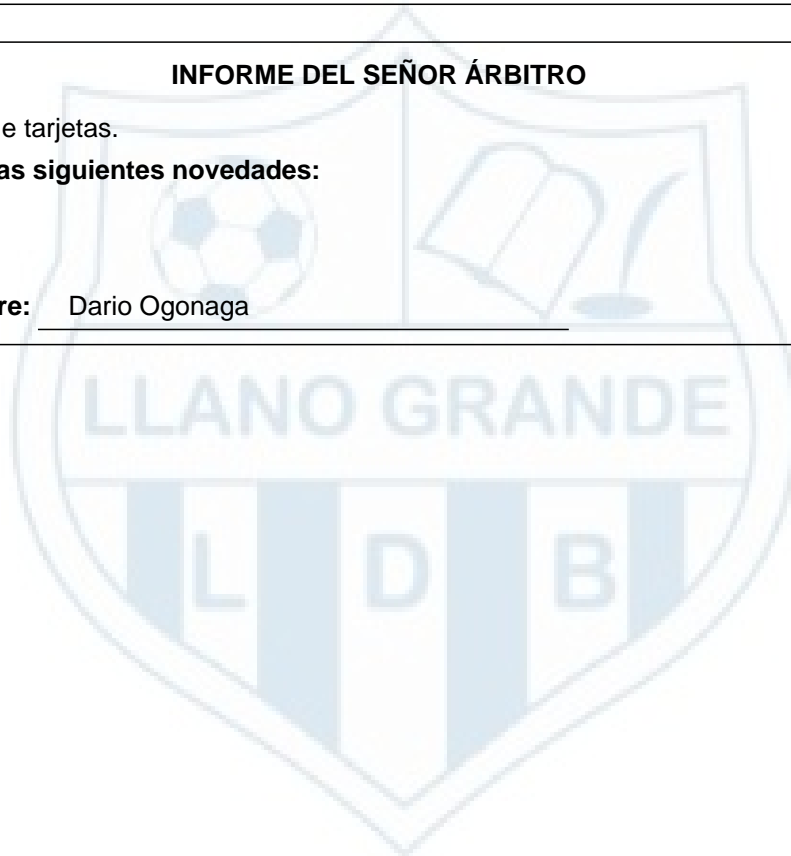 INFORME DEL SEÑOR ÁRBITRO
e tarjetas.
as siguientes novedades:
re: Dario Ogonaga
LLANO GRANDE
L D B